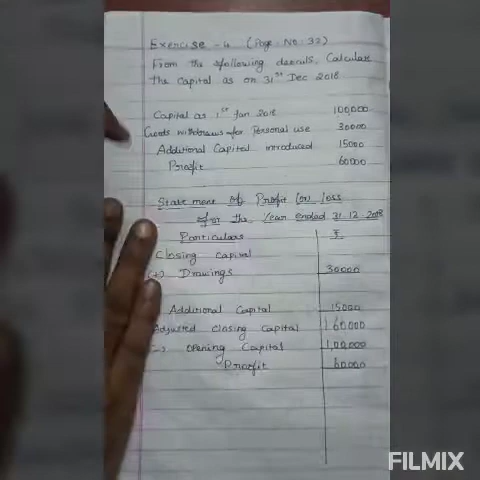 Exercise - 4 (Page. No: 32)
From the following details, Calculate
the Capital as on 31st Dec 2018
Capital as 1st Jan 2018 100,000
Goods withdrawn for Personal use 30000
Additional Capital introduced 15000
Profit 60000
Statement of Profit (or) loss
for the Year ended 31.12.2018
Particulars ₹
Closing capital
(+) Drawings 30000
Additional Capital 15000
Adjusted closing Capital 1,60000
(-) Opening Capital 1,00,000
Profit 60000
FILMIX